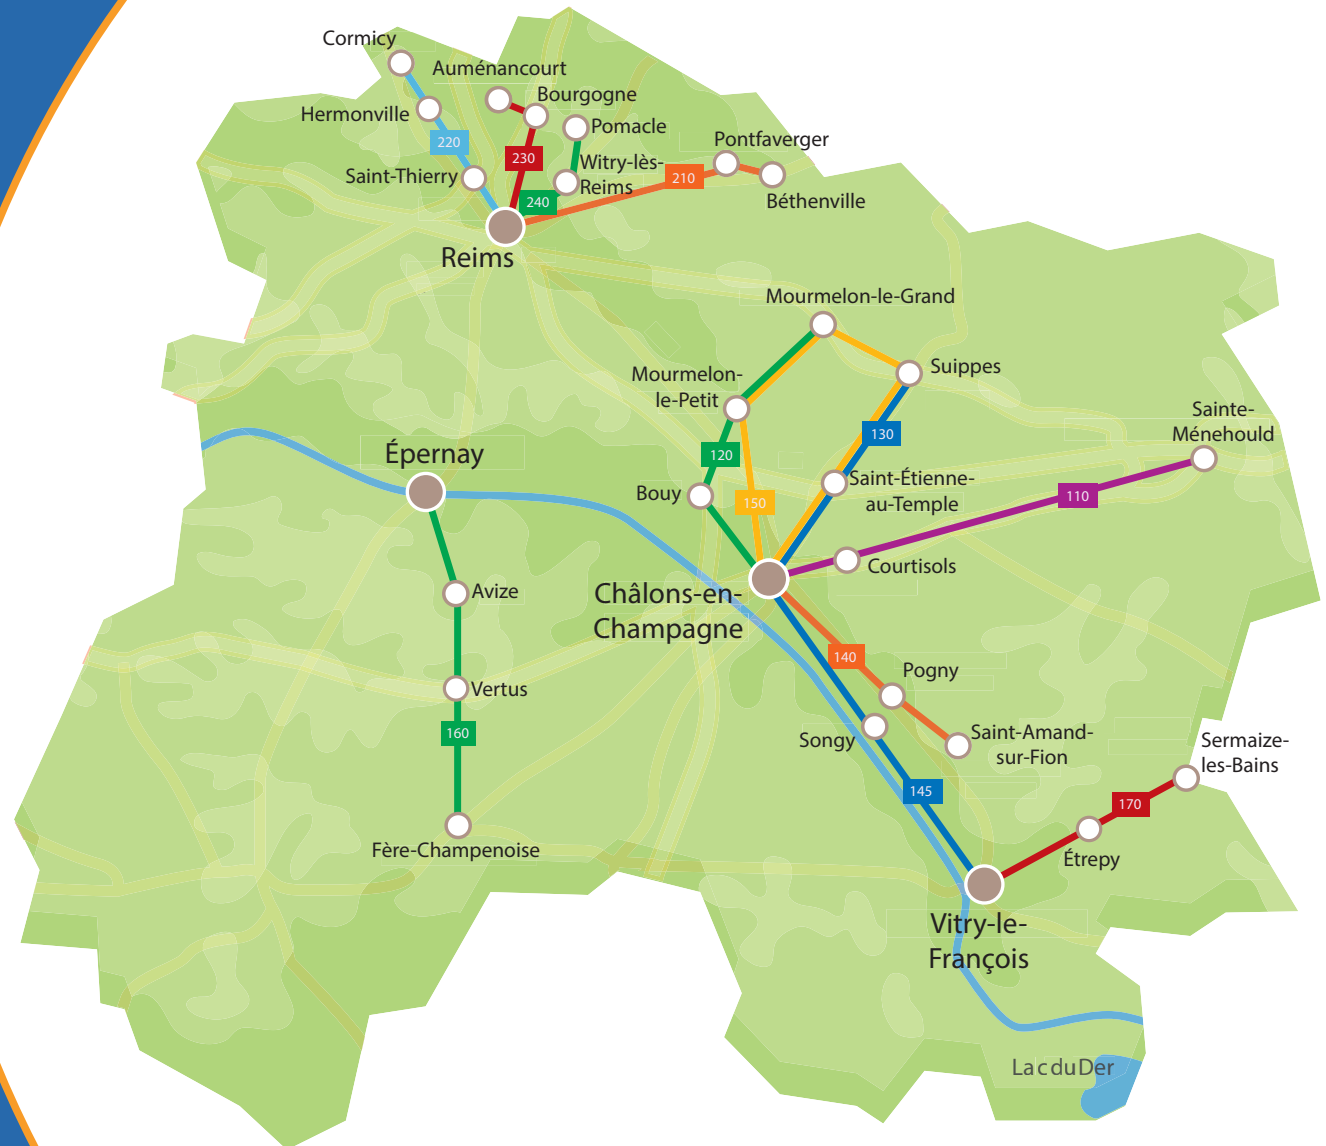 Cormicy
Auménancourt
Bourgogne
Hermonville
Pomacle
220
230
Pontfaverger
Witry-lès-
Reims
Saint-Thierry
210
240
Béthenville
Reims
Mourmelon-le-Grand
Suippes
Mourmelon-
le-Petit
Sainte-
Ménehould
130
120
Épernay
Saint-Étienne-
au-Temple
Bouy
150
110
Courtisols
Avize
Châlons-en-
Champagne
140
Pogny
Vertus
160
Songy
Saint-Amand-
sur-Fion
Sermaize-
les-Bains
145
170
Fère-Champenoise
Étrepy
Vitry-le-
François
Lac du Der